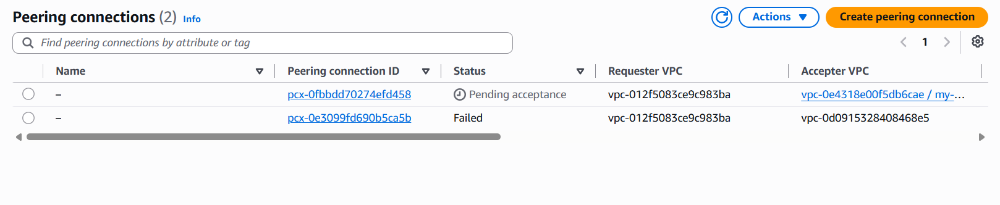 Peering connections (2) Info
Actions
Create peering connection
Find peering connections by attribute or tag
1
Name Peering connection ID Status Requester VPC Accepter VPC
– pcx-0fbbdd70274efd458 Pending acceptance vpc-012f5083ce9c983ba vpc-0e4318e00f5db6cae / my-...
– pcx-0e3099fd690b5ca5b Failed vpc-012f5083ce9c983ba vpc-0d0915328408468e5